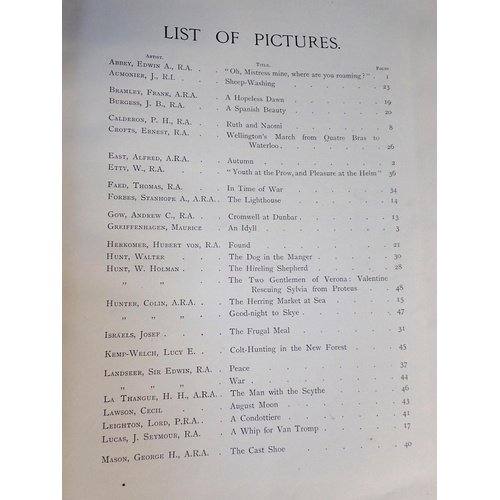 LIST OF PICTURES.
ARTIST. TITLE. FOLIO
ABBEY, EDWIN A., R.A. . . "Oh, Mistress mine, where are you roaming?" . 1
AUMONIER, J., R.I. . . . Sheep-Washing . . . . . 23
BRAMLEY, FRANK, A.R.A. . A Hopeless Dawn . . . . . 19
BURGESS, J. B., R.A. . . A Spanish Beauty . . . . . 20
CALDERON, P. H., R.A. . . Ruth and Naomi . . . . . 8
CROFTS, ERNEST, R.A. . . Wellington's March from Quatre Bras to
Waterloo. . . . . . 26
EAST, ALFRED, A.R.A. . . Autumn . . . . . . 2
ETTY, W., R.A. . . . "Youth at the Prow, and Pleasure at the Helm" 36
FAED, THOMAS, R.A. . . In Time of War . . . . . 34
FORBES, STANHOPE A., A.R.A. . The Lighthouse . . . . . 14
GOW, ANDREW C., R.A. . . Cromwell at Dunbar . . . . . 13
GREIFFENHAGEN, MAURICE . An Idyll . . . . . . 3
HERKOMER, HUBERT VON, R.A. Found . . . . . . 21
HUNT, WALTER . . . The Dog in the Manger . . . . 30
HUNT, W. HOLMAN . . . The Hireling Shepherd . . . . 28
" " . . The Two Gentlemen of Verona: Valentine
Rescuing Sylvia from Proteus . . . 48
HUNTER, COLIN, A.R.A. . . The Herring Market at Sea . . . . 15
" " " . . Good-night to Skye . . . . . 47
ISRAËLS, JOSEF . . . . The Frugal Meal . . . . . 31
KEMP-WELCH, LUCY E. . . Colt-Hunting in the New Forest . . . 45
LANDSEER, SIR EDWIN, R.A. . Peace . . . . . . 37
" " " . War . . . . . . 44
LA THANGUE, H. H., A.R.A. . The Man with the Scythe . . . . 46
LAWSON, CECIL . . . August Moon . . . . . 43
LEIGHTON, LORD, P.R.A. . . A Condottiere . . . . . 41
LUCAS, J. SEYMOUR, R.A. . A Whip for Van Tromp . . . . 17
MASON, GEORGE H., A.R.A. . The Cast Shoe . . . . . 40